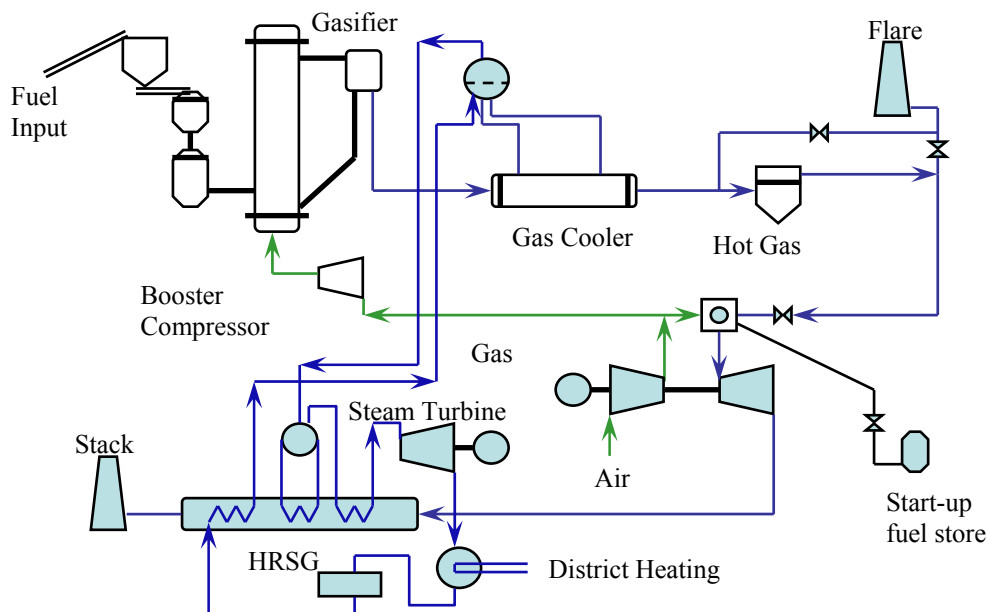 Gasifier
Flare
Fuel
Input
Gas Cooler
Hot Gas
Booster
Compressor
Gas
Steam Turbine
Stack
Air
Start-up
fuel store
HRSG
District Heating